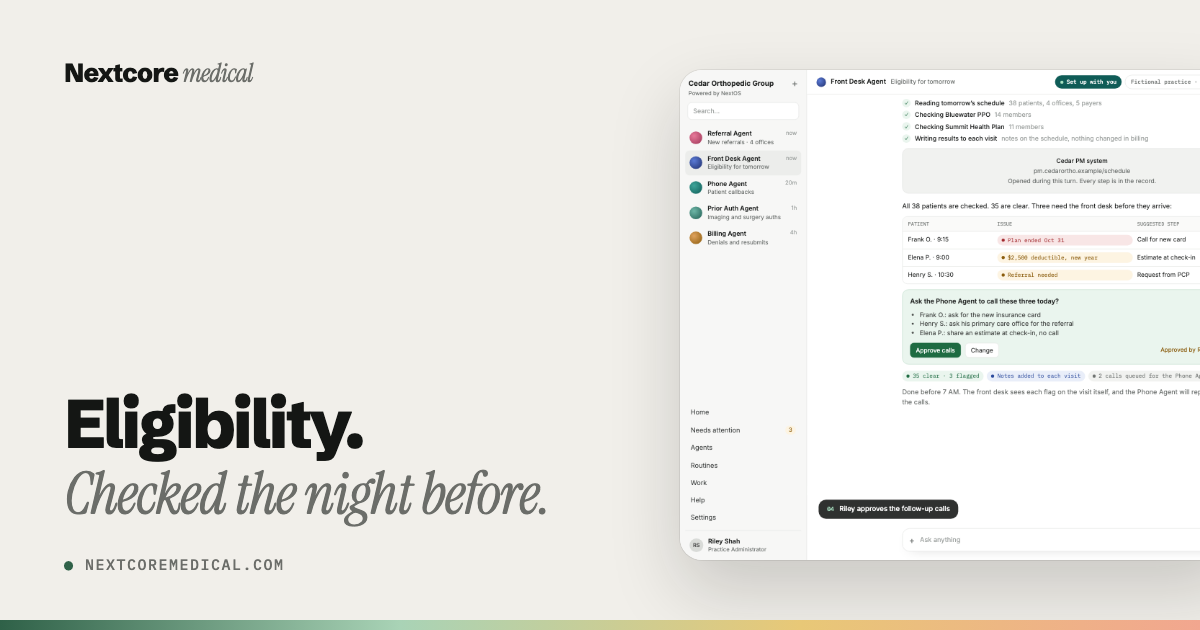 Nextcore medical
Eligibility.
Checked the night before.
NEXTCOREMEDICAL.COM
Cedar Orthopedic Group +
Powered by NextOS
Search...
Referral Agent now
New referrals · 4 offices
Front Desk Agent now
Eligibility for tomorrow
Phone Agent 20m
Patient callbacks
Prior Auth Agent 1h
Imaging and surgery auths
Billing Agent 4h
Denials and resubmits
Home
Needs attention 3
Agents
Routines
Work
Help
Settings
RS Riley Shah
Practice Administrator
Front Desk Agent Eligibility for tomorrow
Set up with you
Fictional practice ·
Reading tomorrow's schedule 38 patients, 4 offices, 5 payers
Checking Bluewater PPO 14 members
Checking Summit Health Plan 11 members
Writing results to each visit notes on the schedule, nothing changed in billing
Cedar PM system
pm.cedarortho.example/schedule
Opened during this turn. Every step is in the record.
All 38 patients are checked. 35 are clear. Three need the front desk before they arrive:
PATIENT ISSUE SUGGESTED STEP
Frank O. · 9:15 Plan ended Oct 31 Call for new card
Elena P. · 9:00 $2,500 deductible, new year Estimate at check-in
Henry S. · 10:30 Referral needed Request from PCP
Ask the Phone Agent to call these three today?
• Frank O.: ask for the new insurance card
• Henry S.: ask his primary care office for the referral
• Elena P.: share an estimate at check-in, no call
Approve calls Change Approved by
35 clear · 3 flagged Notes added to each visit 2 calls queued for the Phone
Done before 7 AM. The front desk sees each flag on the visit itself, and the Phone Agent will
the calls.
04 Riley approves the follow-up calls
+ Ask anything